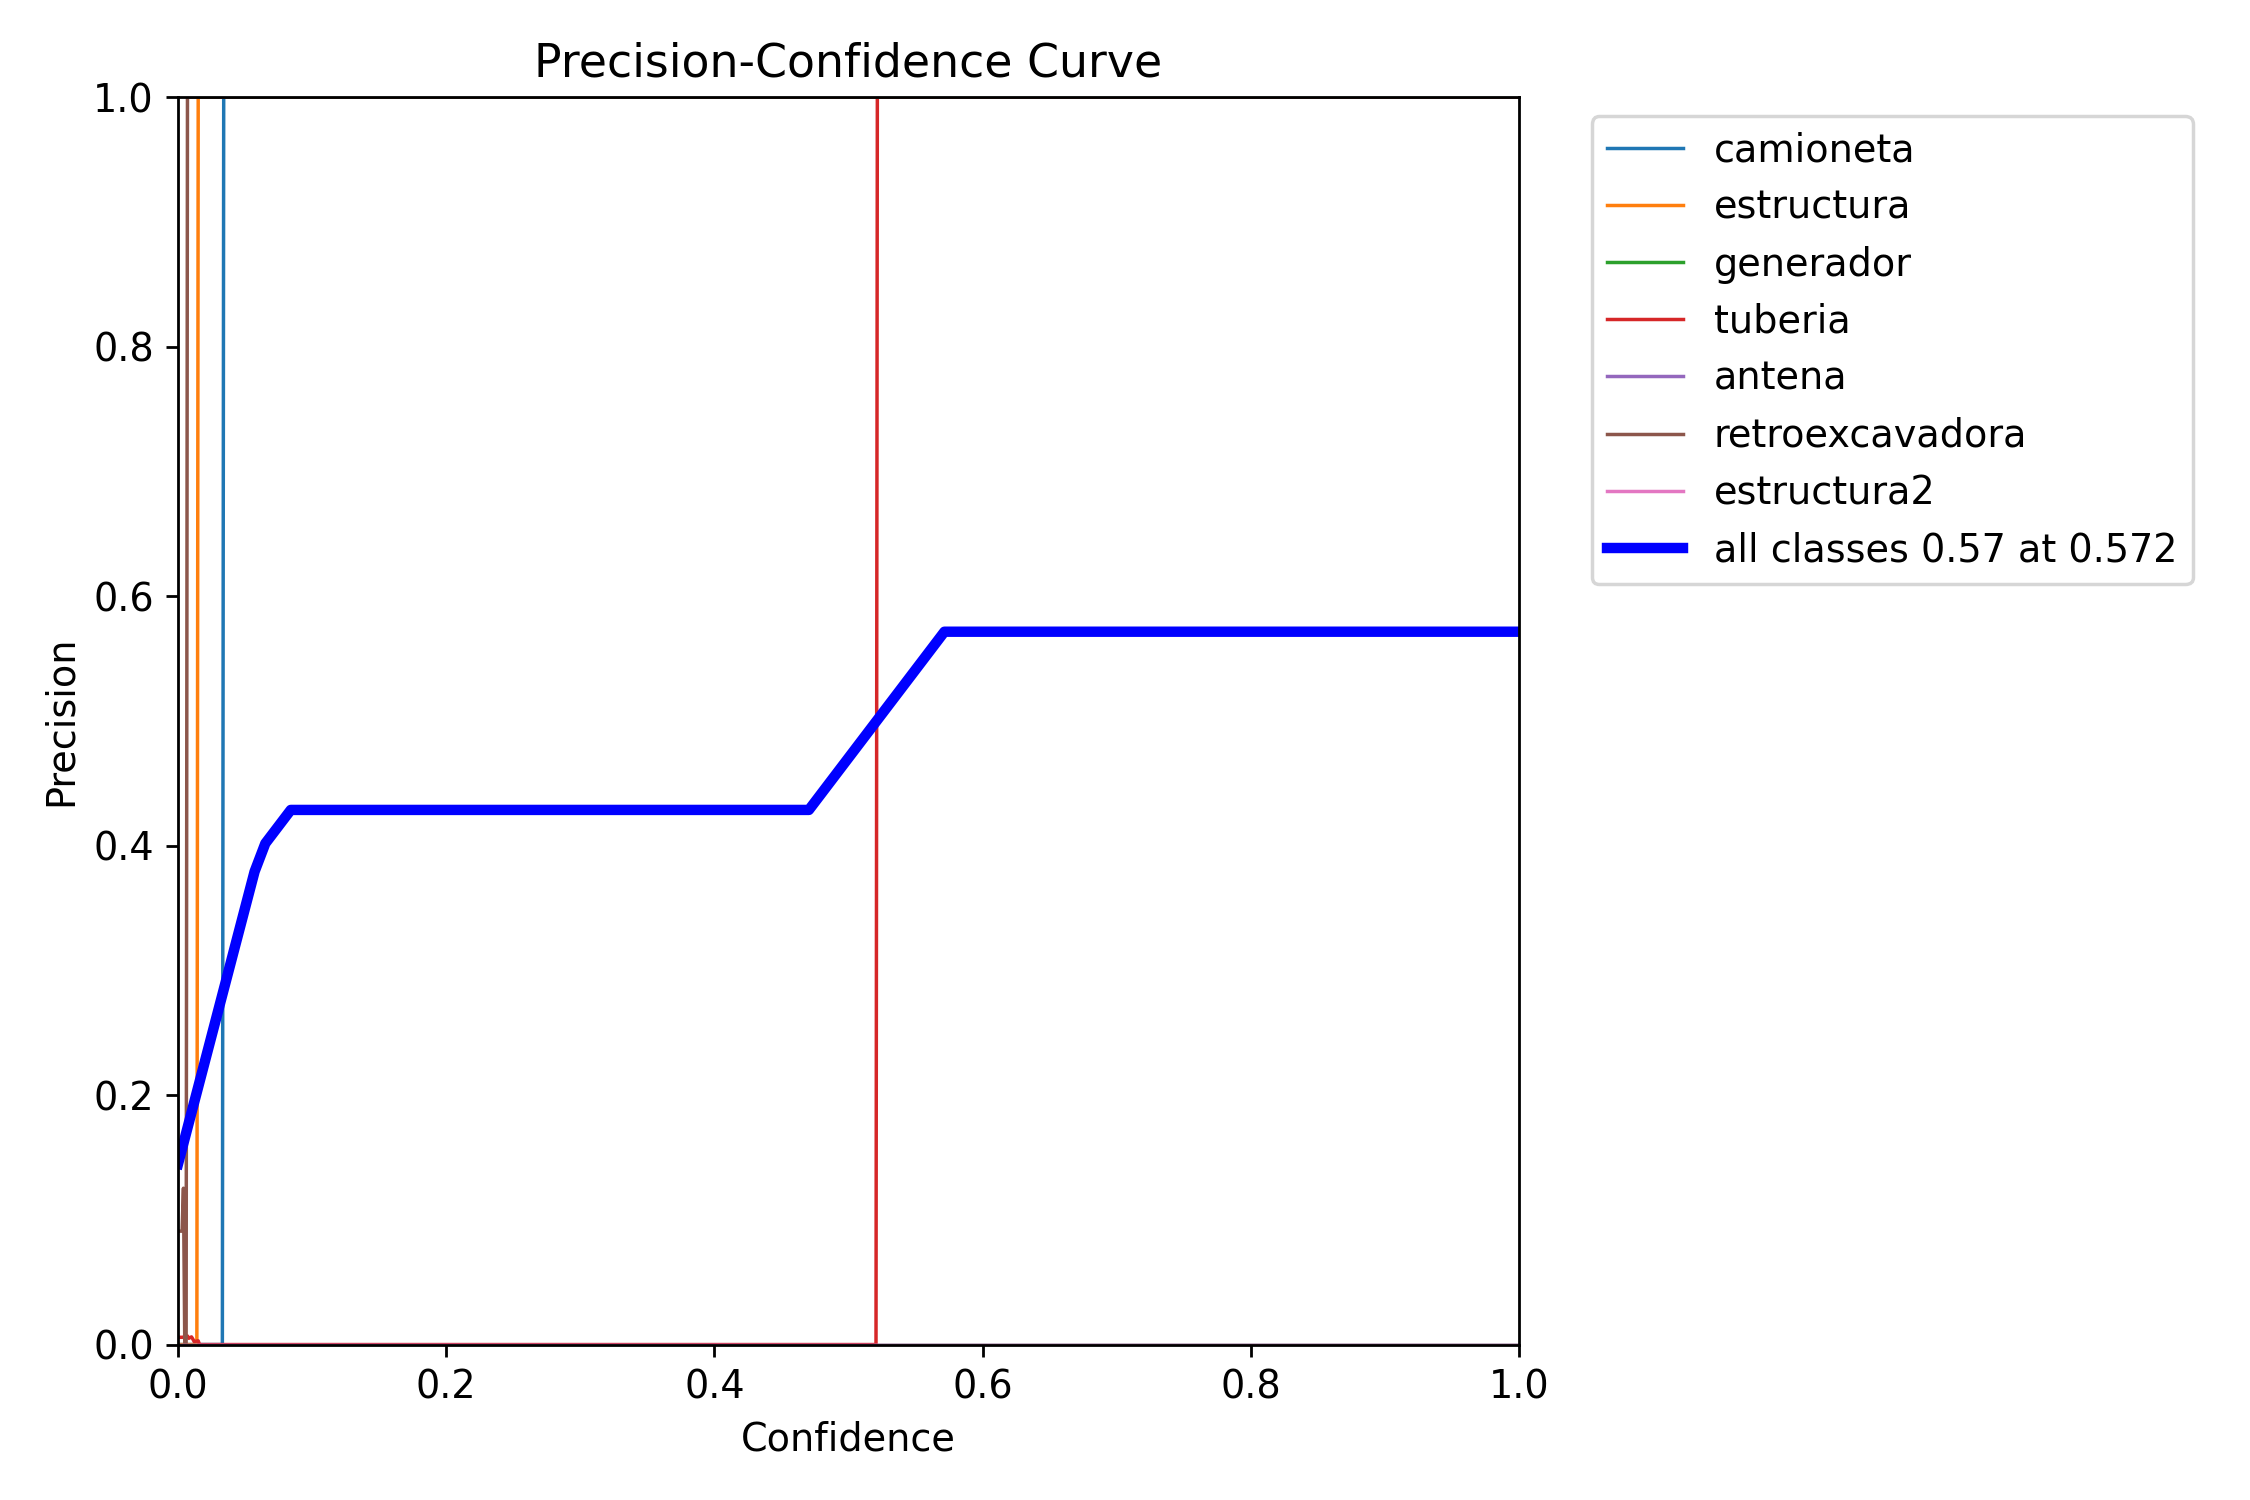 Precision-Confidence Curve
1.0
0.8
0.6
0.4
0.2
0.0
Precision
0.0 0.2 0.4 0.6 0.8 1.0
Confidence
camioneta
estructura
generador
tuberia
antena
retroexcavadora
estructura2
all classes 0.57 at 0.572